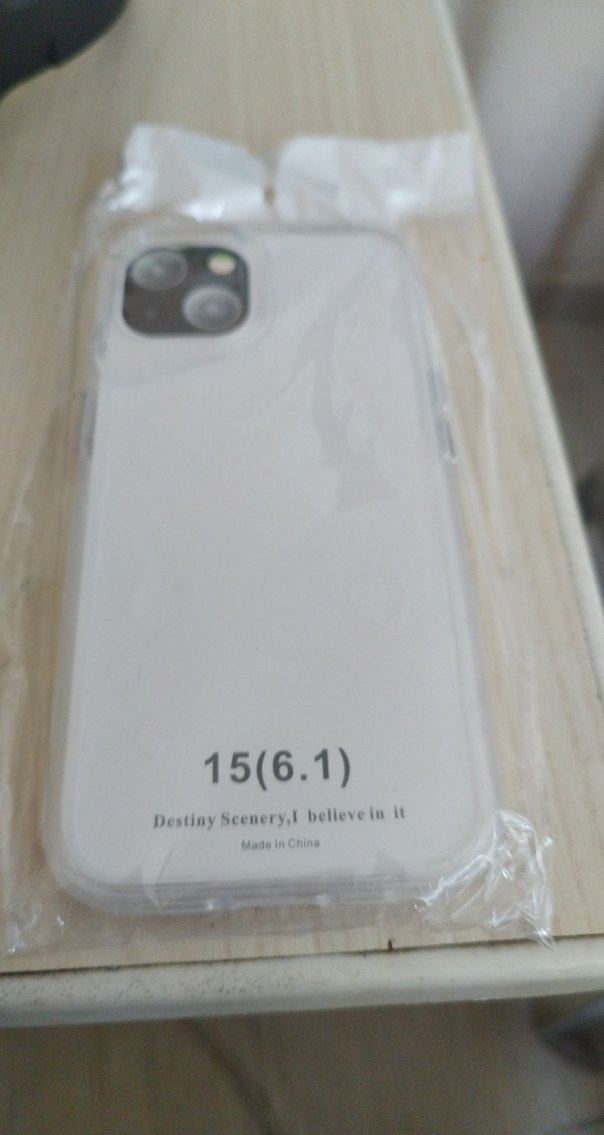 15(6.1)
Destiny Scenery,I believe in it
Made In China